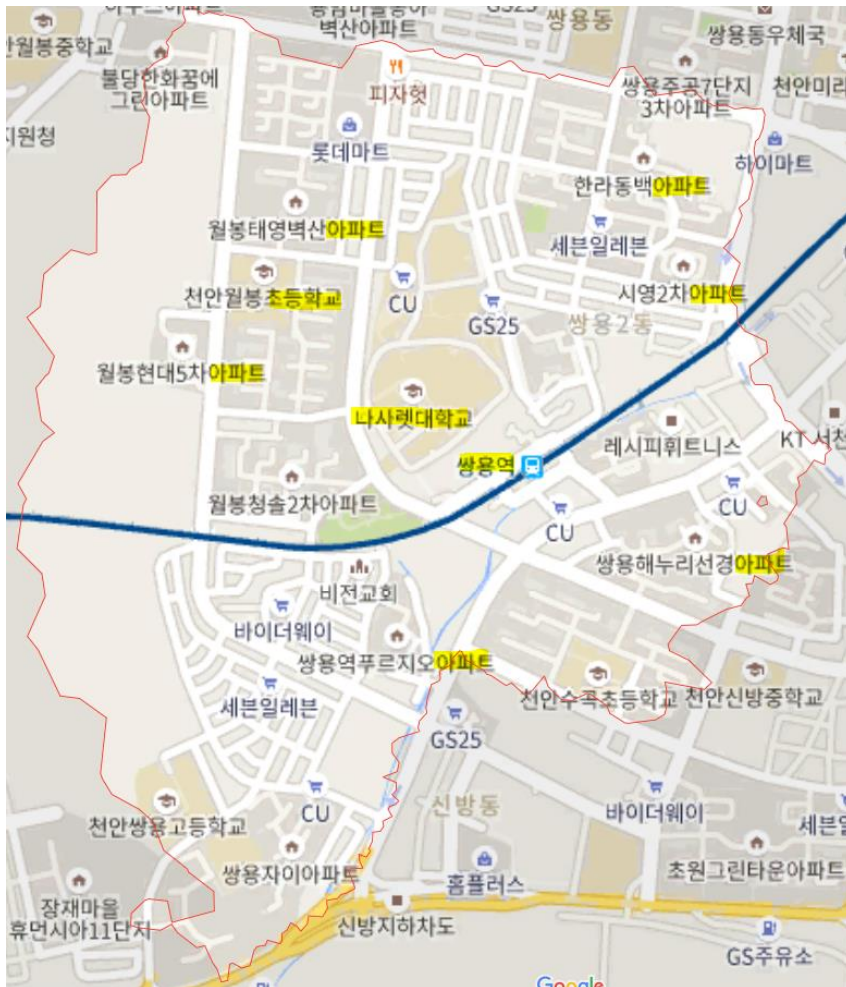 GS25
쌍용동
벽산아파트
쌍용동우체국
천안월봉중학교
불당한화꿈에
그린아파트
피자헛
쌍용주공7단지
3차아파트
천안미리
지원청
롯데마트
하이마트
한라동백아파트
월봉태영벽산아파트
세븐일레븐
천안월봉초등학교
CU
시영2차아파트
GS25
쌍용2동
월봉현대5차아파트
나사렛대학교
레시피휘트니스
KT 서천
쌍용역
월봉청솔2차아파트
CU
CU
쌍용해누리선경아파트
비전교회
바이더웨이
쌍용역푸르지오아파트
천안수곡초등학교
천안신방중학교
세븐일레븐
GS25
CU
신방동
바이더웨이
세븐일
천안쌍용고등학교
쌍용자이아파트
홈플러스
초원그린타운아파트
장재마을
휴먼시아11단지
신방지하차도
GS주유소
Google